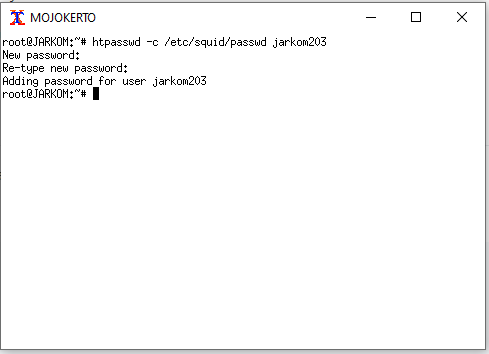 MOJOKERTO
root@JARKOM:~# htpasswd -c /etc/squid/passwd jarkom203
New password:
Re-type new password:
Adding password for user jarkom203
root@JARKOM:~#